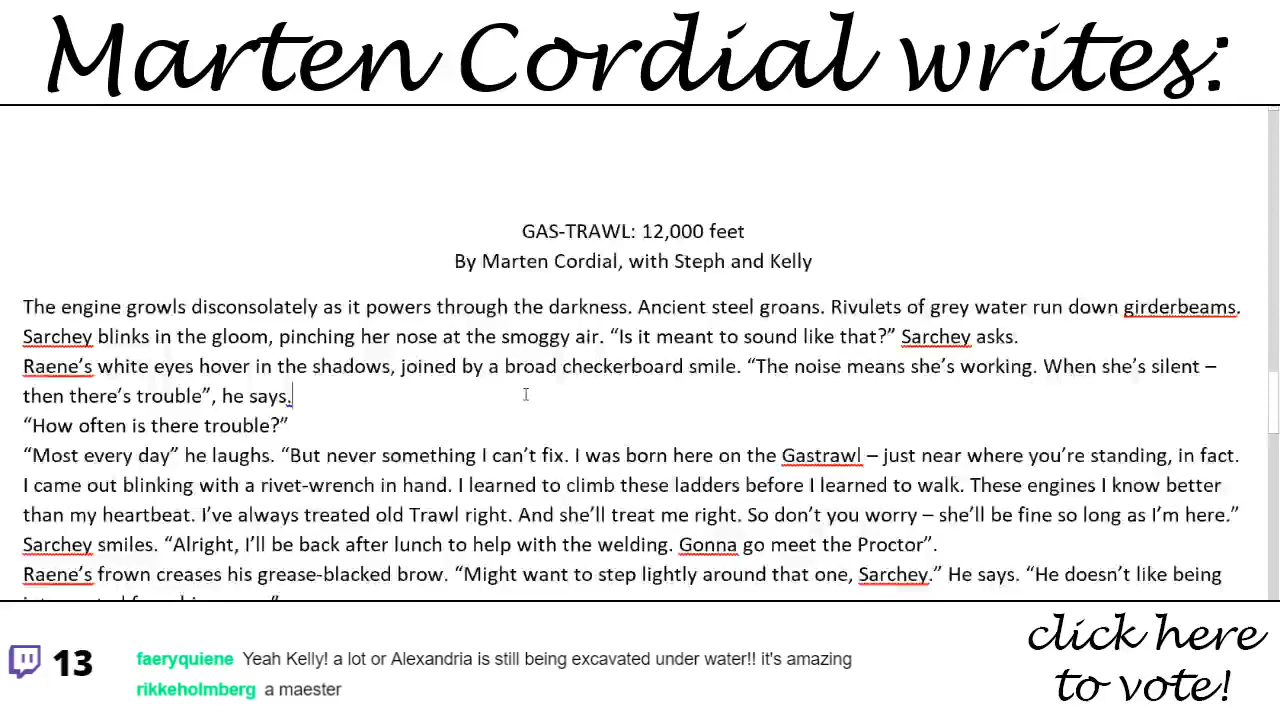 Marten Cordial writes:
GAS-TRAWL: 12,000 feet
By Marten Cordial, with Steph and Kelly
The engine growls disconsolately as it powers through the darkness. Ancient steel groans. Rivulets of grey water run down girderbeams.
Sarchey blinks in the gloom, pinching her nose at the smoggy air. “Is it meant to sound like that?” Sarchey asks.
Raene’s white eyes hover in the shadows, joined by a broad checkerboard smile. “The noise means she’s working. When she’s silent –
then there’s trouble”, he says.
“How often is there trouble?”
“Most every day” he laughs. “But never something I can’t fix. I was born here on the Gastrawl – just near where you’re standing, in fact.
I came out blinking with a rivet-wrench in hand. I learned to climb these ladders before I learned to walk. These engines I know better
than my heartbeat. I’ve always treated old Trawl right. And she’ll treat me right. So don’t you worry – she’ll be fine so long as I’m here.”
Sarchey smiles. “Alright, I’ll be back after lunch to help with the welding. Gonna go meet the Proctor”.
Raene’s frown creases his grease-blacked brow. “Might want to step lightly around that one, Sarchey.” He says. “He doesn’t like being
13
faeryquiene Yeah Kelly! a lot or Alexandria is still being excavated under water!! it's amazing
rikkeholmberg a maester
click here
to vote!